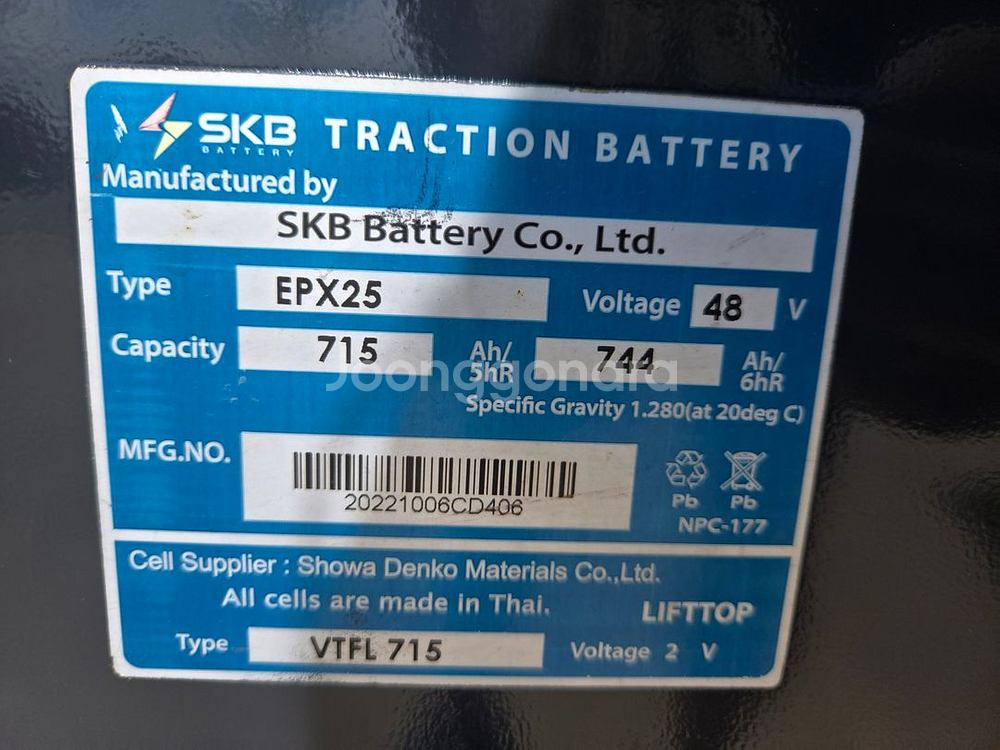 SKB TRACTION BATTERY
BATTERY
Manufactured by
SKB Battery Co., Ltd.
Type EPX25 Voltage 48 V
Capacity 715 Ah/5hR 744 Ah/6hR
Joonggonara
Specific Gravity 1.280(at 20deg C)
MFG.NO.
20221006CD406
Pb Pb
NPC-177
Cell Supplier : Showa Denko Materials Co.,Ltd.
All cells are made in Thai.
LIFTTOP
Type VTFL 715 Voltage 2 V